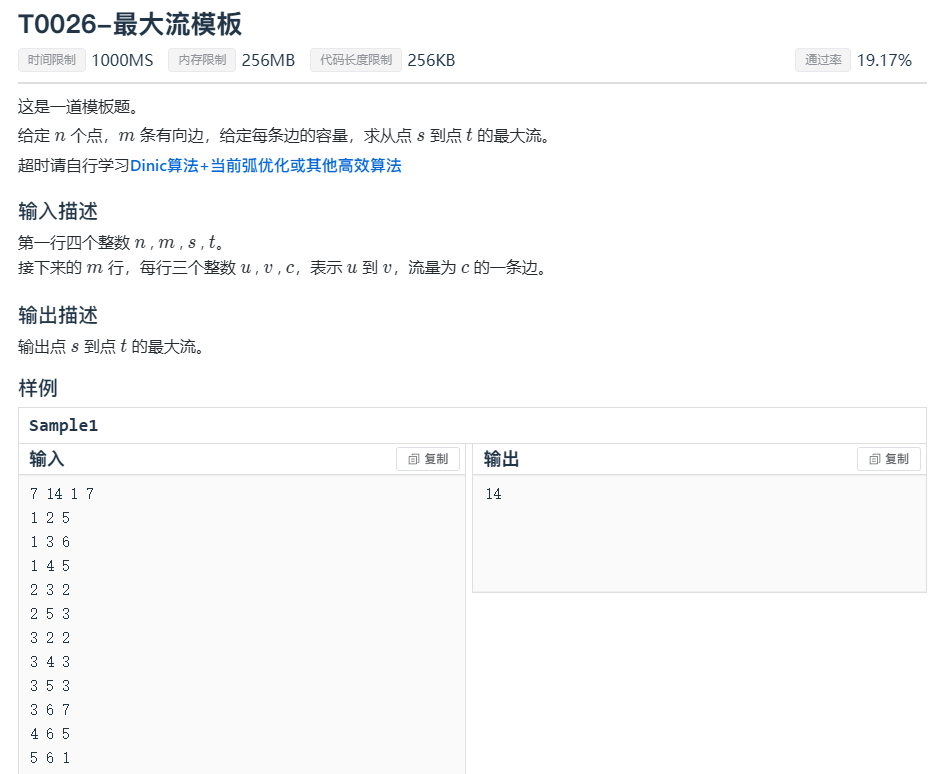 T0026-最大流模板
时间限制 1000MS 内存限制 256MB 代码长度限制 256KB 通过率 19.17%
这是一道模板题。
给定 n 个点，m 条有向边，给定每条边的容量，求从点 s 到点 t 的最大流。
超时请自行学习Dinic算法+当前弧优化或其他高效算法
输入描述
第一行四个整数 n , m , s , t。
接下来的 m 行，每行三个整数 u , v , c，表示 u 到 v，流量为 c 的一条边。
输出描述
输出点 s 到点 t 的最大流。
样例
Sample1
输入 复制
7 14 1 7
1 2 5
1 3 6
1 4 5
2 3 2
2 5 3
3 2 2
3 4 3
3 5 3
3 6 7
4 6 5
5 6 1
输出 复制
14